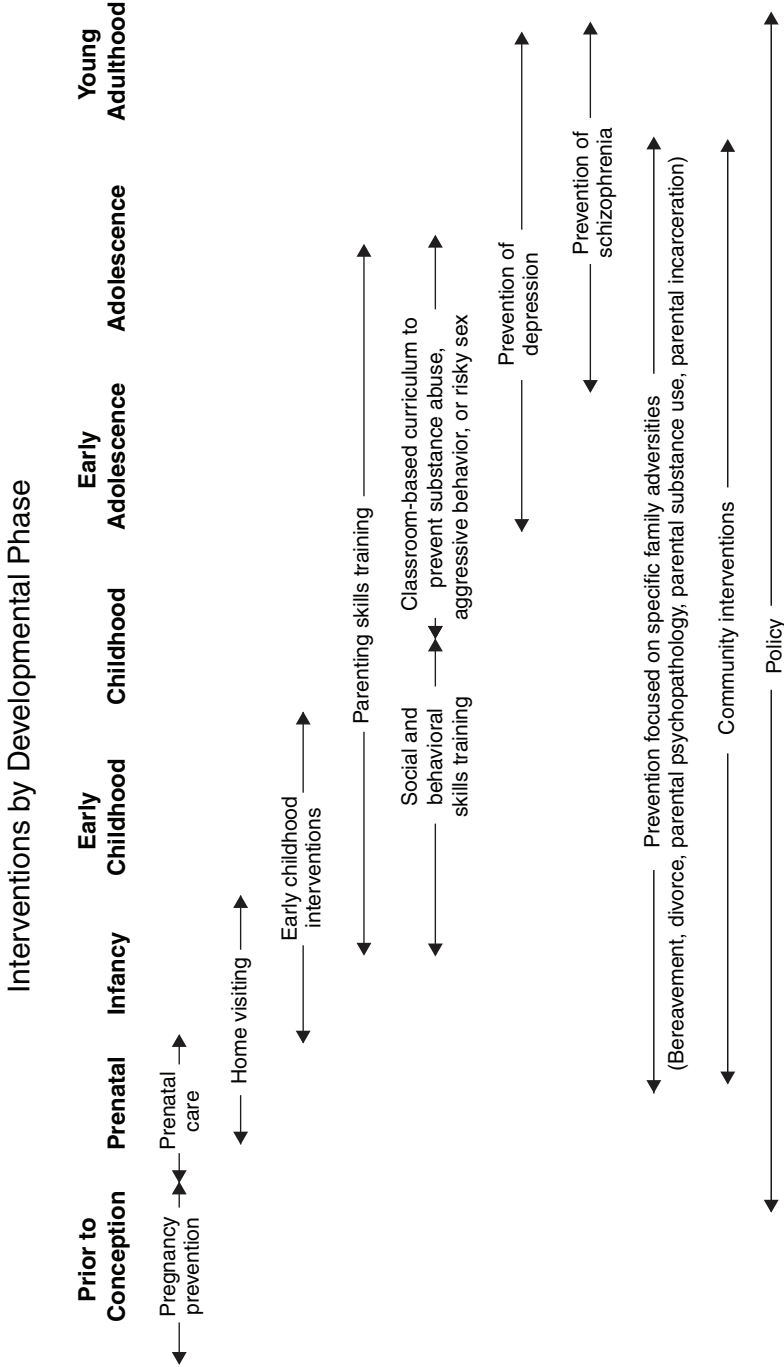 Interventions by Developmental Phase
Prior to
Conception
Prenatal
Infancy
Early
Childhood
Childhood
Early
Adolescence
Adolescence
Young
Adulthood
Pregnancy
prevention
Prenatal
care
Home visiting
Early childhood
interventions
Parenting skills training
Social and
behavioral
skills training
Classroom-based curriculum to
prevent substance abuse,
aggressive behavior, or risky sex
Prevention of
depression
Prevention of
schizophrenia
Prevention focused on specific family adversities
(Bereavement, divorce, parental psychopathology, parental substance use, parental incarceration)
Community interventions
Policy